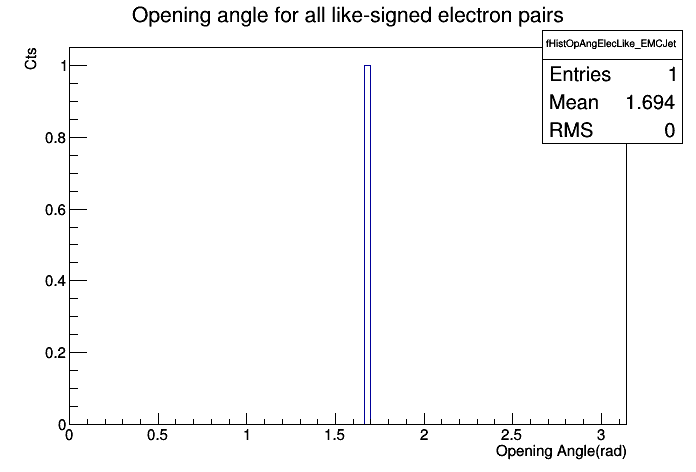 Opening angle for all like-signed electron pairs
fHistOpAngElecLike_EMCJet
Entries 1
Mean 1.694
RMS 0
Cts
1
0.8
0.6
0.4
0.2
0
0 0.5 1 1.5 2 2.5 3
Opening Angle(rad)